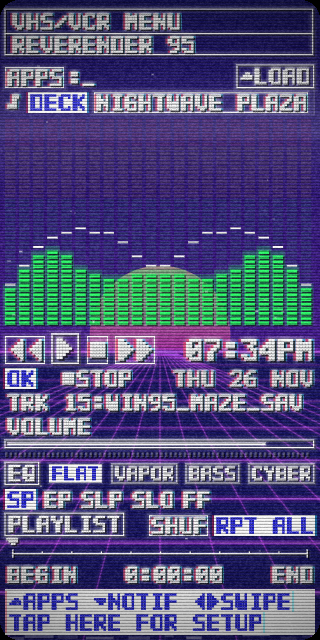 VHS/VCR MENU
REVERENDER 95
APPS:_ LOAD
DECK NIGHTWAVE PLAZA
07:34PM
OK STOP THU 26 NOV
TRK 15:WIN95_MAZE_SAV
VOLUME
EQ FLAT VAPOR BASS CYBER
SP EP SLP SLO FF
PLAYLIST SHUF RPT ALL
BEGIN 0:00:00 END
APPS NOTIF SWIPE
TAP HERE FOR SETUP